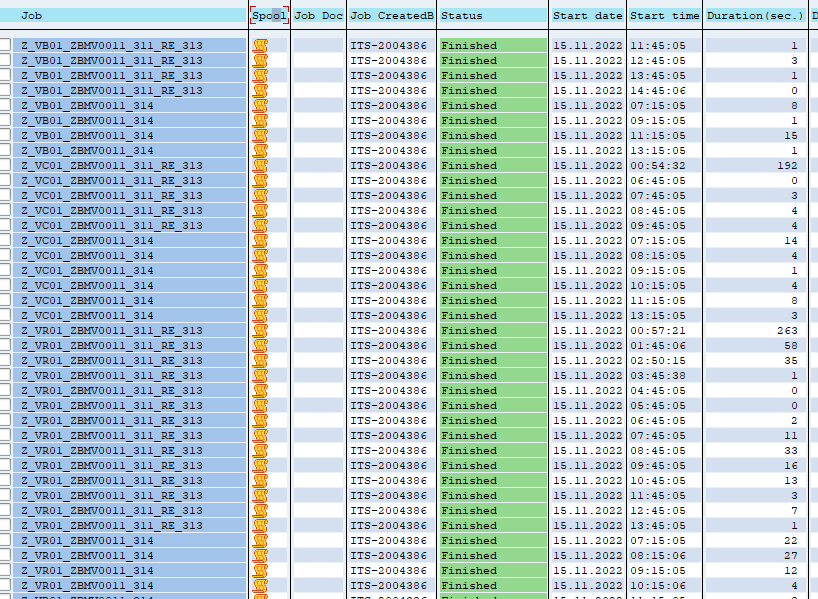 Job Spool Job Doc Job CreatedB Status Start date Start time Duration(sec.)
Z_VB01_ZBMV0011_311_RE_313 ITS-2004386 Finished 15.11.2022 11:45:05 1
Z_VB01_ZBMV0011_311_RE_313 ITS-2004386 Finished 15.11.2022 12:45:05 3
Z_VB01_ZBMV0011_311_RE_313 ITS-2004386 Finished 15.11.2022 13:45:05 1
Z_VB01_ZBMV0011_311_RE_313 ITS-2004386 Finished 15.11.2022 14:45:06 0
Z_VB01_ZBMV0011_314 ITS-2004386 Finished 15.11.2022 07:15:05 8
Z_VB01_ZBMV0011_314 ITS-2004386 Finished 15.11.2022 09:15:05 1
Z_VB01_ZBMV0011_314 ITS-2004386 Finished 15.11.2022 11:15:05 15
Z_VB01_ZBMV0011_314 ITS-2004386 Finished 15.11.2022 13:15:05 1
Z_VC01_ZBMV0011_311_RE_313 ITS-2004386 Finished 15.11.2022 00:54:32 192
Z_VC01_ZBMV0011_311_RE_313 ITS-2004386 Finished 15.11.2022 06:45:05 0
Z_VC01_ZBMV0011_311_RE_313 ITS-2004386 Finished 15.11.2022 07:45:05 3
Z_VC01_ZBMV0011_311_RE_313 ITS-2004386 Finished 15.11.2022 08:45:05 4
Z_VC01_ZBMV0011_311_RE_313 ITS-2004386 Finished 15.11.2022 09:45:05 4
Z_VC01_ZBMV0011_314 ITS-2004386 Finished 15.11.2022 07:15:05 14
Z_VC01_ZBMV0011_314 ITS-2004386 Finished 15.11.2022 08:15:05 4
Z_VC01_ZBMV0011_314 ITS-2004386 Finished 15.11.2022 09:15:05 1
Z_VC01_ZBMV0011_314 ITS-2004386 Finished 15.11.2022 10:15:05 4
Z_VC01_ZBMV0011_314 ITS-2004386 Finished 15.11.2022 11:15:05 8
Z_VC01_ZBMV0011_314 ITS-2004386 Finished 15.11.2022 13:15:05 3
Z_VR01_ZBMV0011_311_RE_313 ITS-2004386 Finished 15.11.2022 00:57:21 263
Z_VR01_ZBMV0011_311_RE_313 ITS-2004386 Finished 15.11.2022 01:45:06 58
Z_VR01_ZBMV0011_311_RE_313 ITS-2004386 Finished 15.11.2022 02:50:15 35
Z_VR01_ZBMV0011_311_RE_313 ITS-2004386 Finished 15.11.2022 03:45:38 1
Z_VR01_ZBMV0011_311_RE_313 ITS-2004386 Finished 15.11.2022 04:45:05 0
Z_VR01_ZBMV0011_311_RE_313 ITS-2004386 Finished 15.11.2022 05:45:05 0
Z_VR01_ZBMV0011_311_RE_313 ITS-2004386 Finished 15.11.2022 06:45:05 2
Z_VR01_ZBMV0011_311_RE_313 ITS-2004386 Finished 15.11.2022 07:45:05 11
Z_VR01_ZBMV0011_311_RE_313 ITS-2004386 Finished 15.11.2022 08:45:05 33
Z_VR01_ZBMV0011_311_RE_313 ITS-2004386 Finished 15.11.2022 09:45:05 16
Z_VR01_ZBMV0011_311_RE_313 ITS-2004386 Finished 15.11.2022 10:45:05 13
Z_VR01_ZBMV0011_311_RE_313 ITS-2004386 Finished 15.11.2022 11:45:05 3
Z_VR01_ZBMV0011_311_RE_313 ITS-2004386 Finished 15.11.2022 12:45:05 7
Z_VR01_ZBMV0011_311_RE_313 ITS-2004386 Finished 15.11.2022 13:45:05 1
Z_VR01_ZBMV0011_314 ITS-2004386 Finished 15.11.2022 07:15:05 22
Z_VR01_ZBMV0011_314 ITS-2004386 Finished 15.11.2022 08:15:06 27
Z_VR01_ZBMV0011_314 ITS-2004386 Finished 15.11.2022 09:15:05 12
Z_VR01_ZBMV0011_314 ITS-2004386 Finished 15.11.2022 10:15:06 4